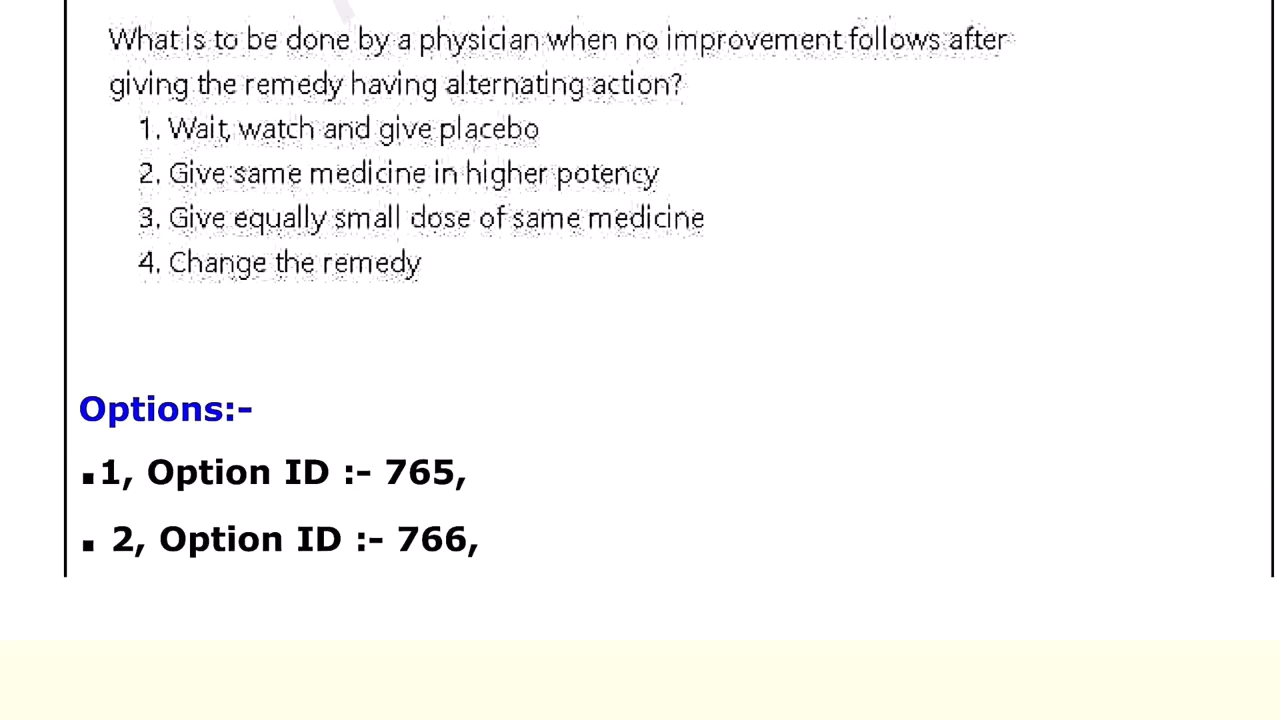 What is to be done by a physician when no improvement follows after
giving the remedy having alternating action?
1. Wait, watch and give placebo
2. Give same medicine in higher potency
3. Give equally small dose of same medicine
4. Change the remedy
Options:-
▪1, Option ID :- 765,
▪ 2, Option ID :- 766,